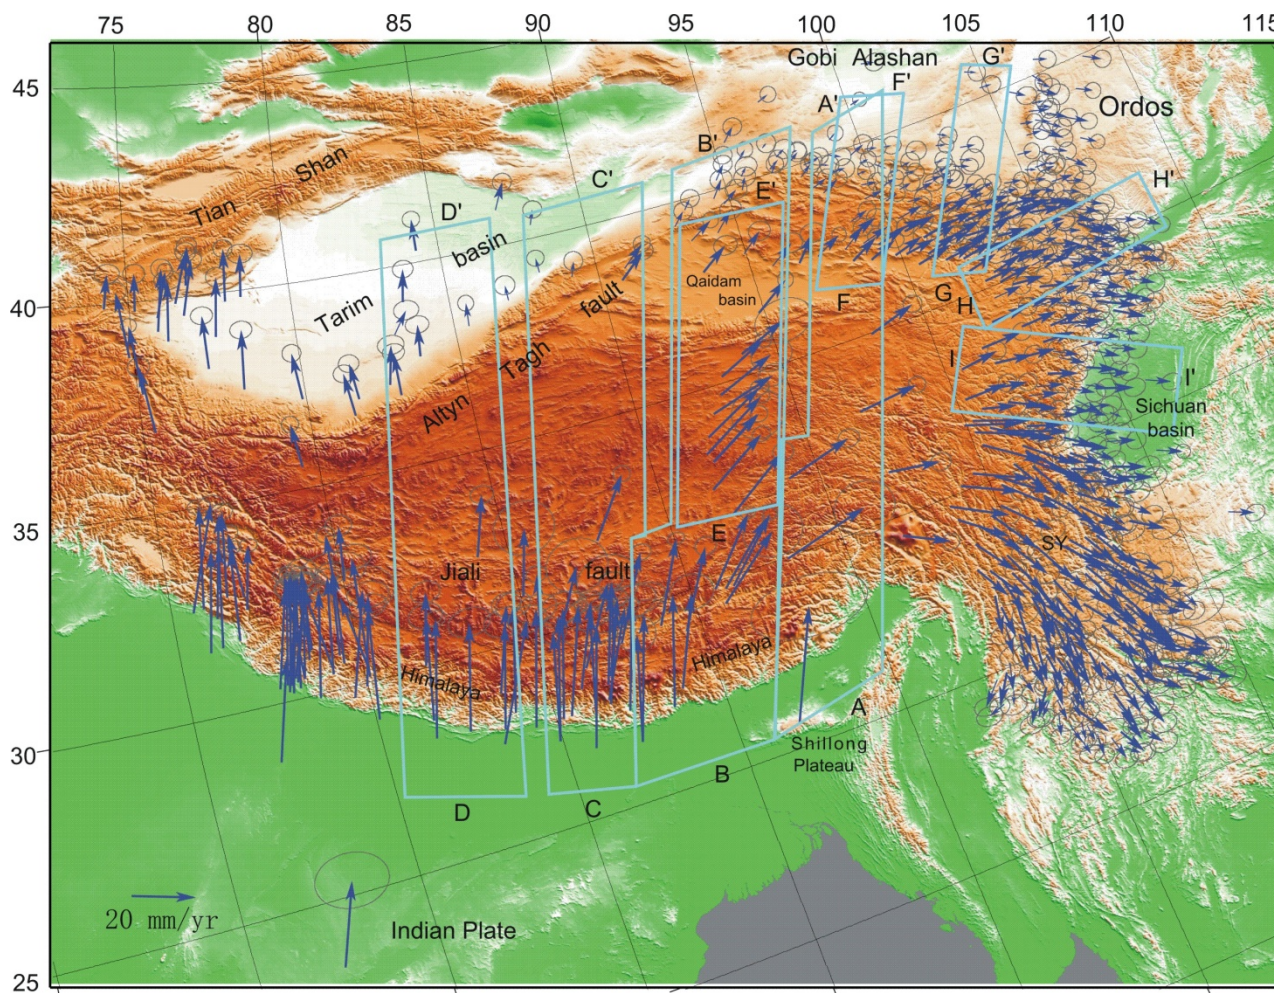 75 80 85 90 95 100 105 110 115
45
Gobi Alashan
G'
F'
A'
Ordos
B'
Shan
Tian
C'
H'
E'
D'
basin
Qaidam
basin
40
Tarim
fault
F
G
H
Tagh
Altyn
I
I'
Sichuan
basin
35
E
SY
Jiali
fault
Himalaya
Himalaya
A
30
Shillong
Plateau
B
D
C
20 mm/yr
Indian Plate
25